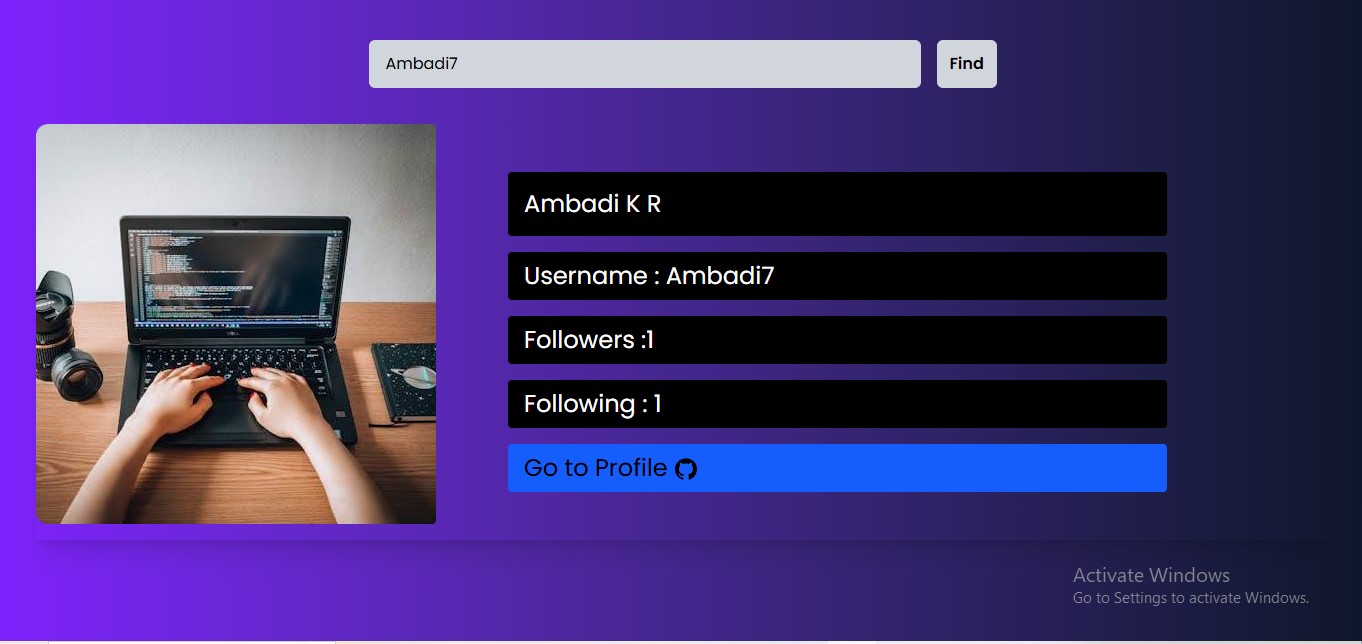 Ambadi7
Find
Ambadi K R
Username : Ambadi7
Followers :1
Following : 1
Go to Profile
Activate Windows
Go to Settings to activate Windows.